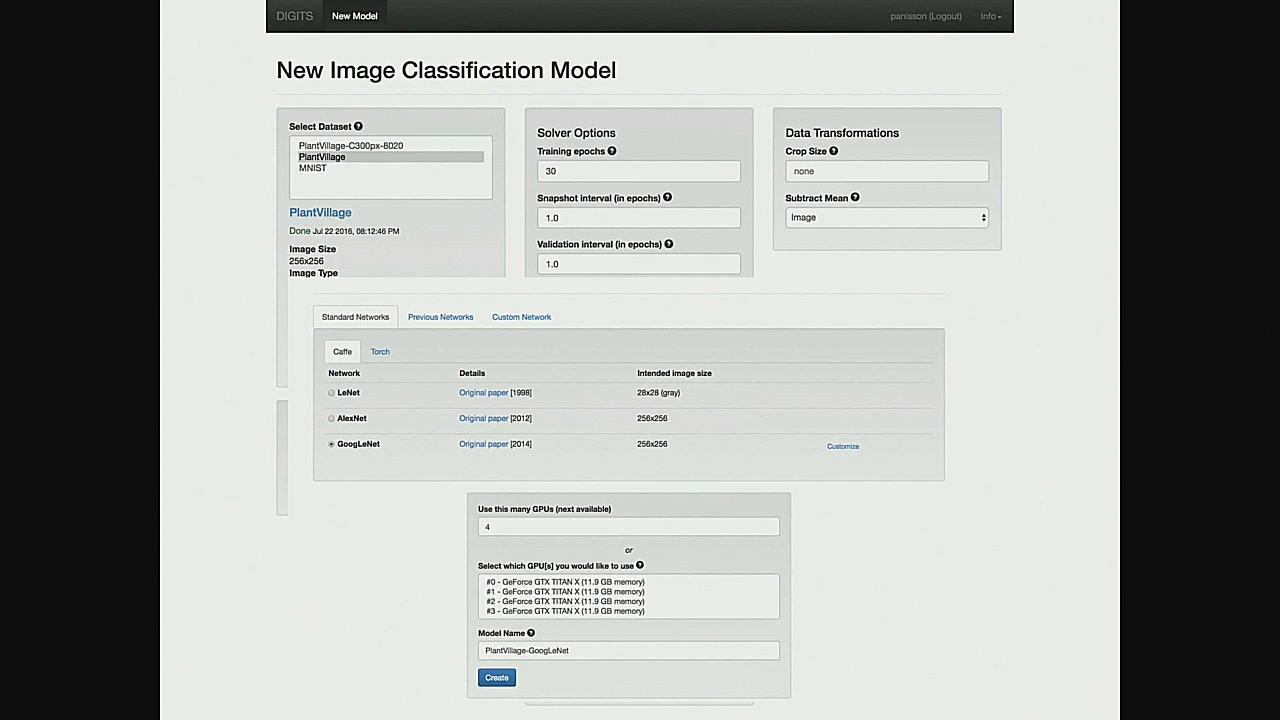 DIGITS New Model panisson (Logout) Info
New Image Classification Model
Select Dataset
PlantVillage-C300px-8020
PlantVillage
MNIST
PlantVillage
Done Jul 22 2016, 08:12:46 PM
Image Size
256x256
Image Type
Solver Options
Training epochs
30
Snapshot interval (in epochs)
1.0
Validation interval (in epochs)
1.0
Data Transformations
Crop Size
none
Subtract Mean
Image
Standard Networks Previous Networks Custom Network
Caffe Torch
Network Details Intended image size
LeNet Original paper [1998] 28x28 (gray)
AlexNet Original paper [2012] 256x256
GoogLeNet Original paper [2014] 256x256 Customize
Use this many GPUs (next available)
4
or
Select which GPU[s] you would like to use
#0 - GeForce GTX TITAN X (11.9 GB memory)
#1 - GeForce GTX TITAN X (11.9 GB memory)
#2 - GeForce GTX TITAN X (11.9 GB memory)
#3 - GeForce GTX TITAN X (11.9 GB memory)
Model Name
PlantVillage-GoogLeNet
Create